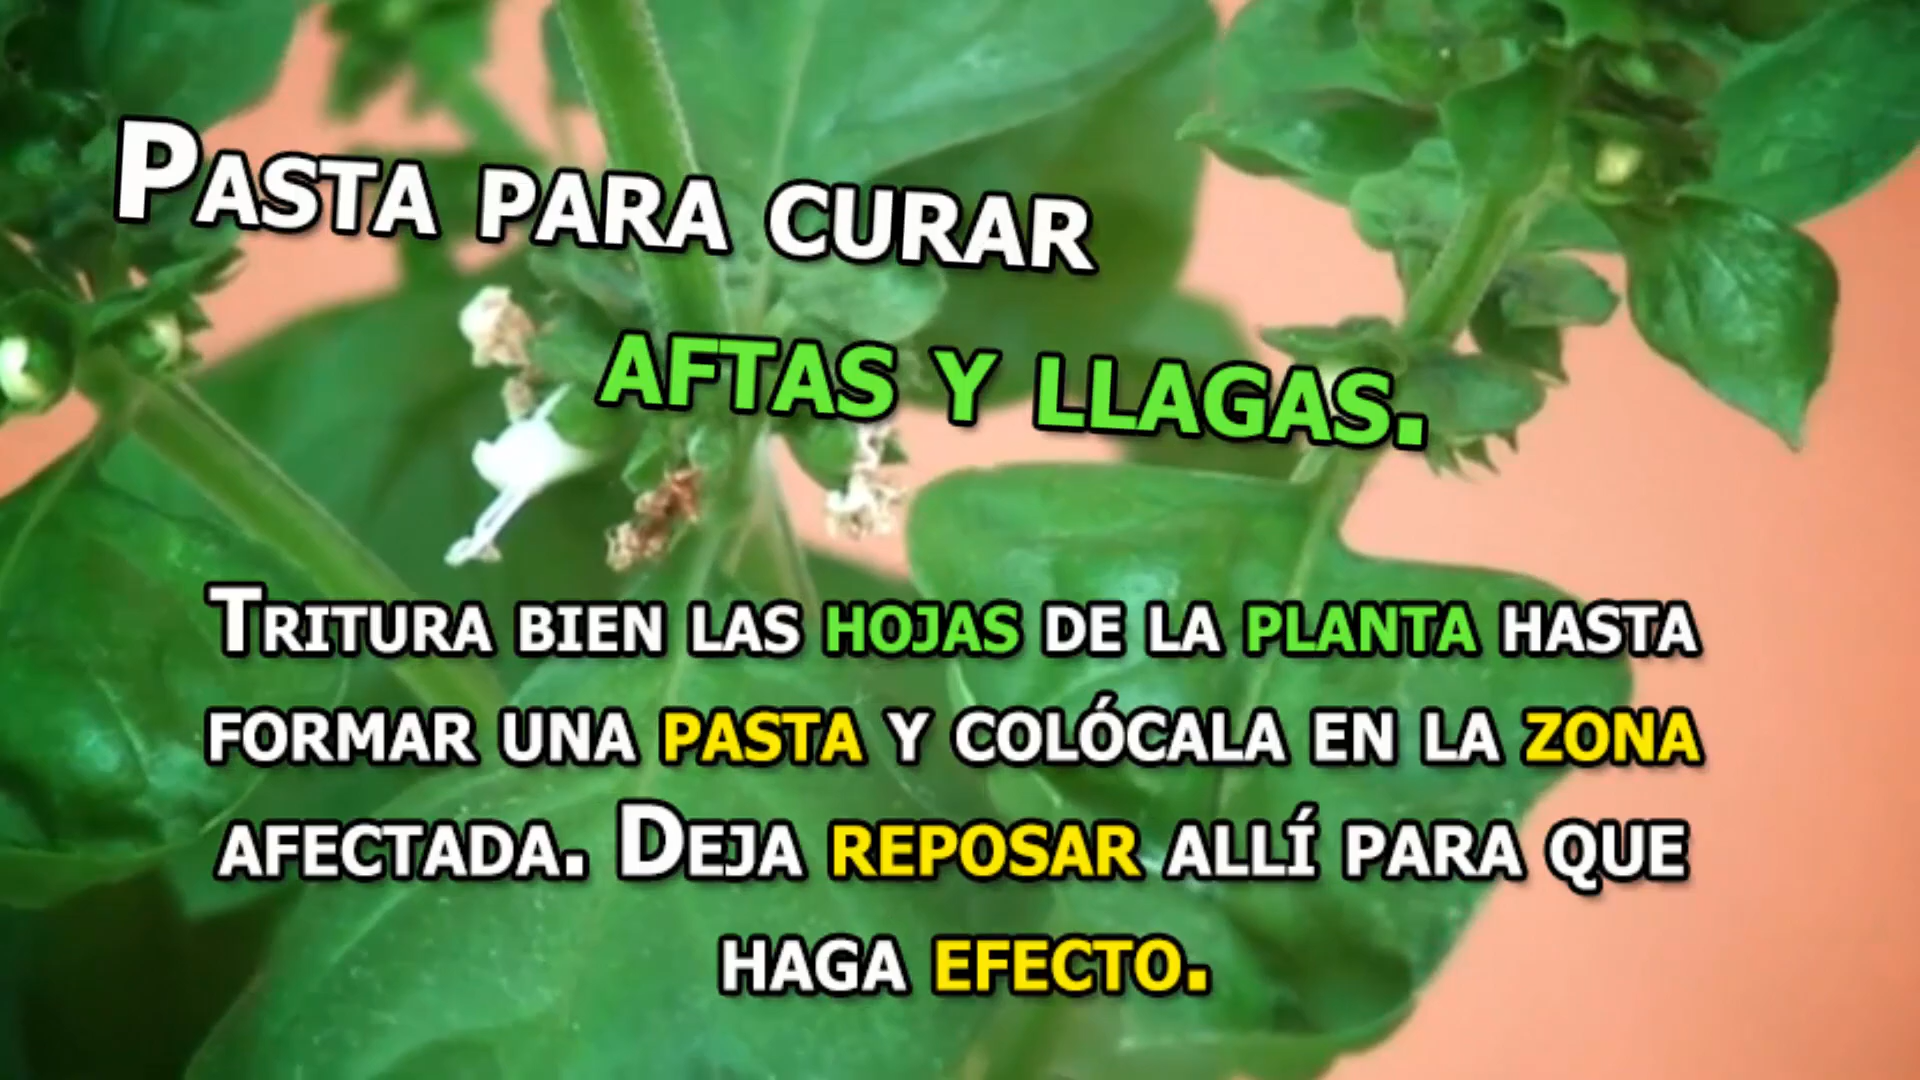 Pasta para curar
aftas y llagas.
Tritura bien las hojas de la planta hasta
formar una pasta y colócala en la zona
afectada. Deja reposar allí para que
haga efecto.